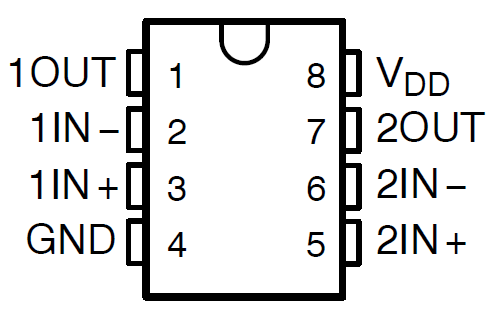 1OUT 1 8 VDD
1IN− 2 7 2OUT
1IN+ 3 6 2IN−
GND 4 5 2IN+